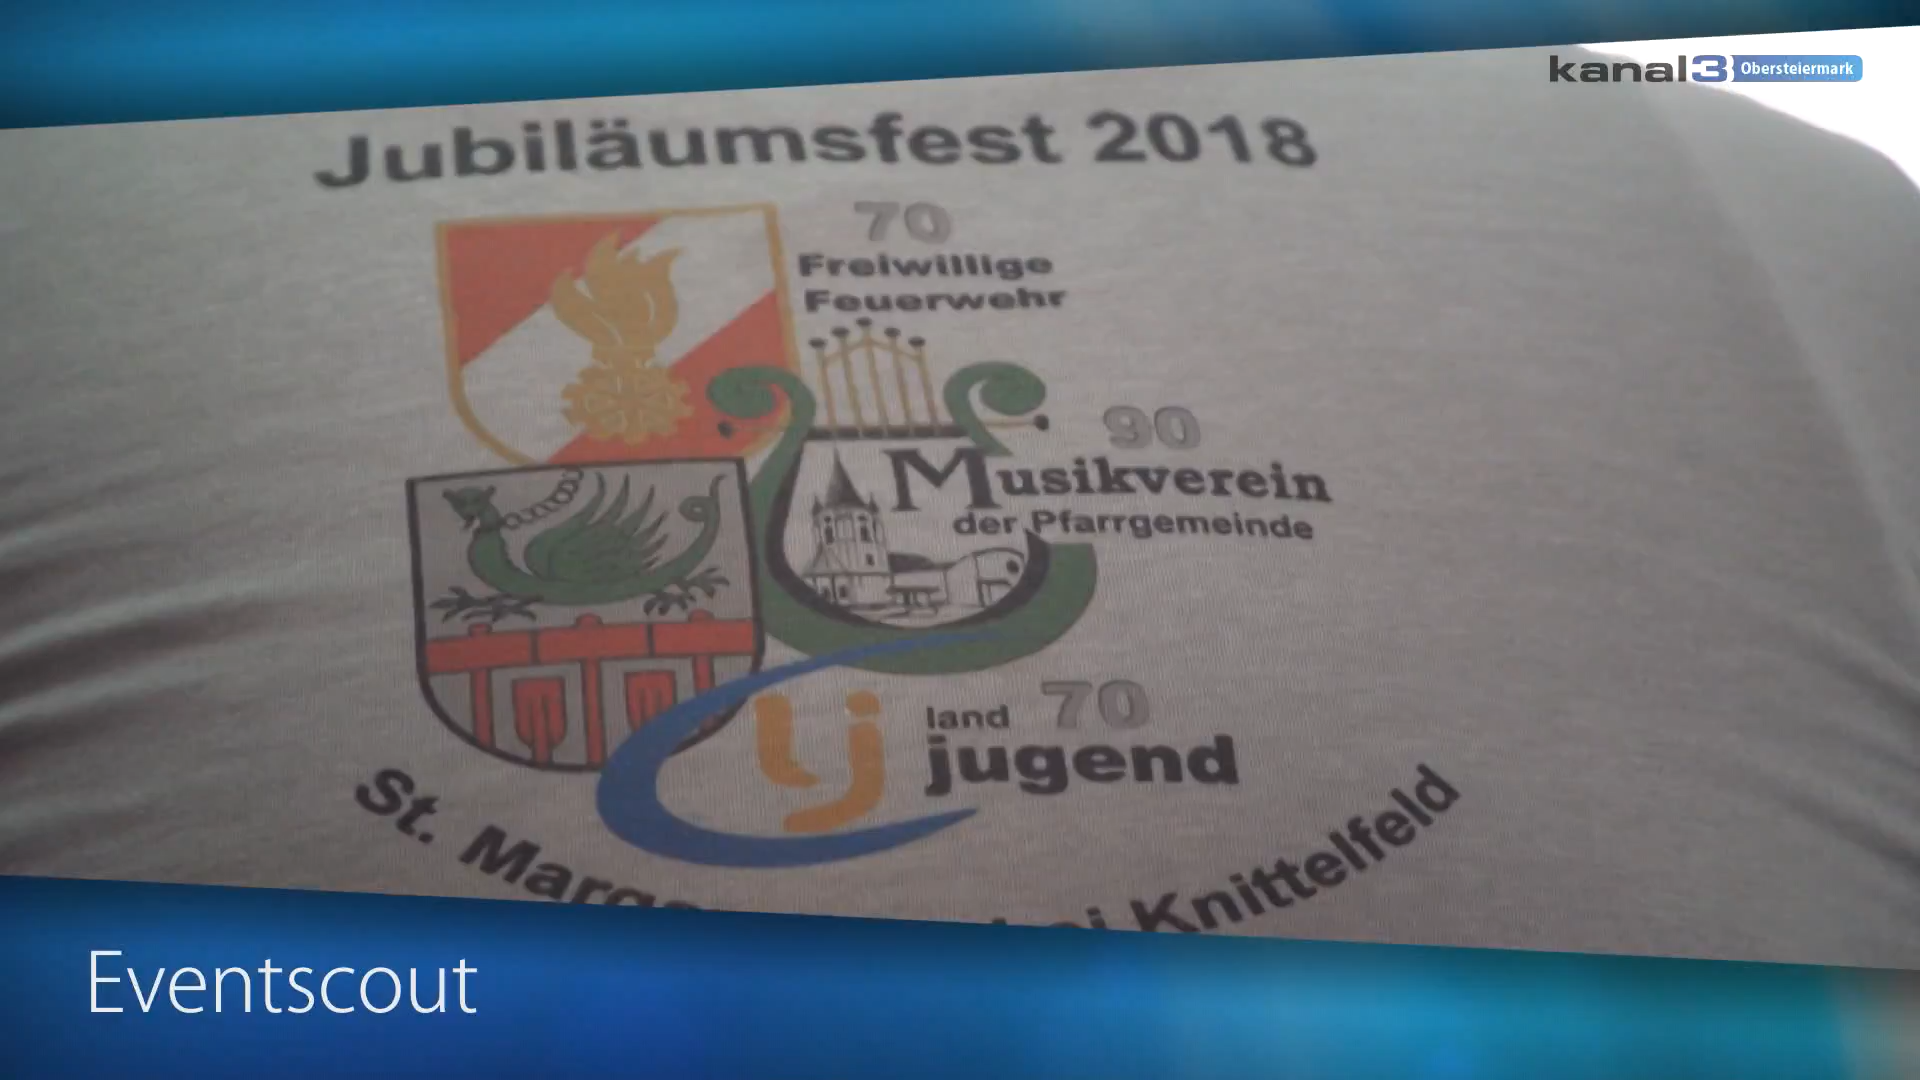 kanal3 Obersteiermark
Jubiläumsfest 2018
70
Freiwillige
Feuerwehr
90
Musikverein
der Pfarrgemeinde
lj
land 70
jugend
St. Knittelfeld
Eventscout